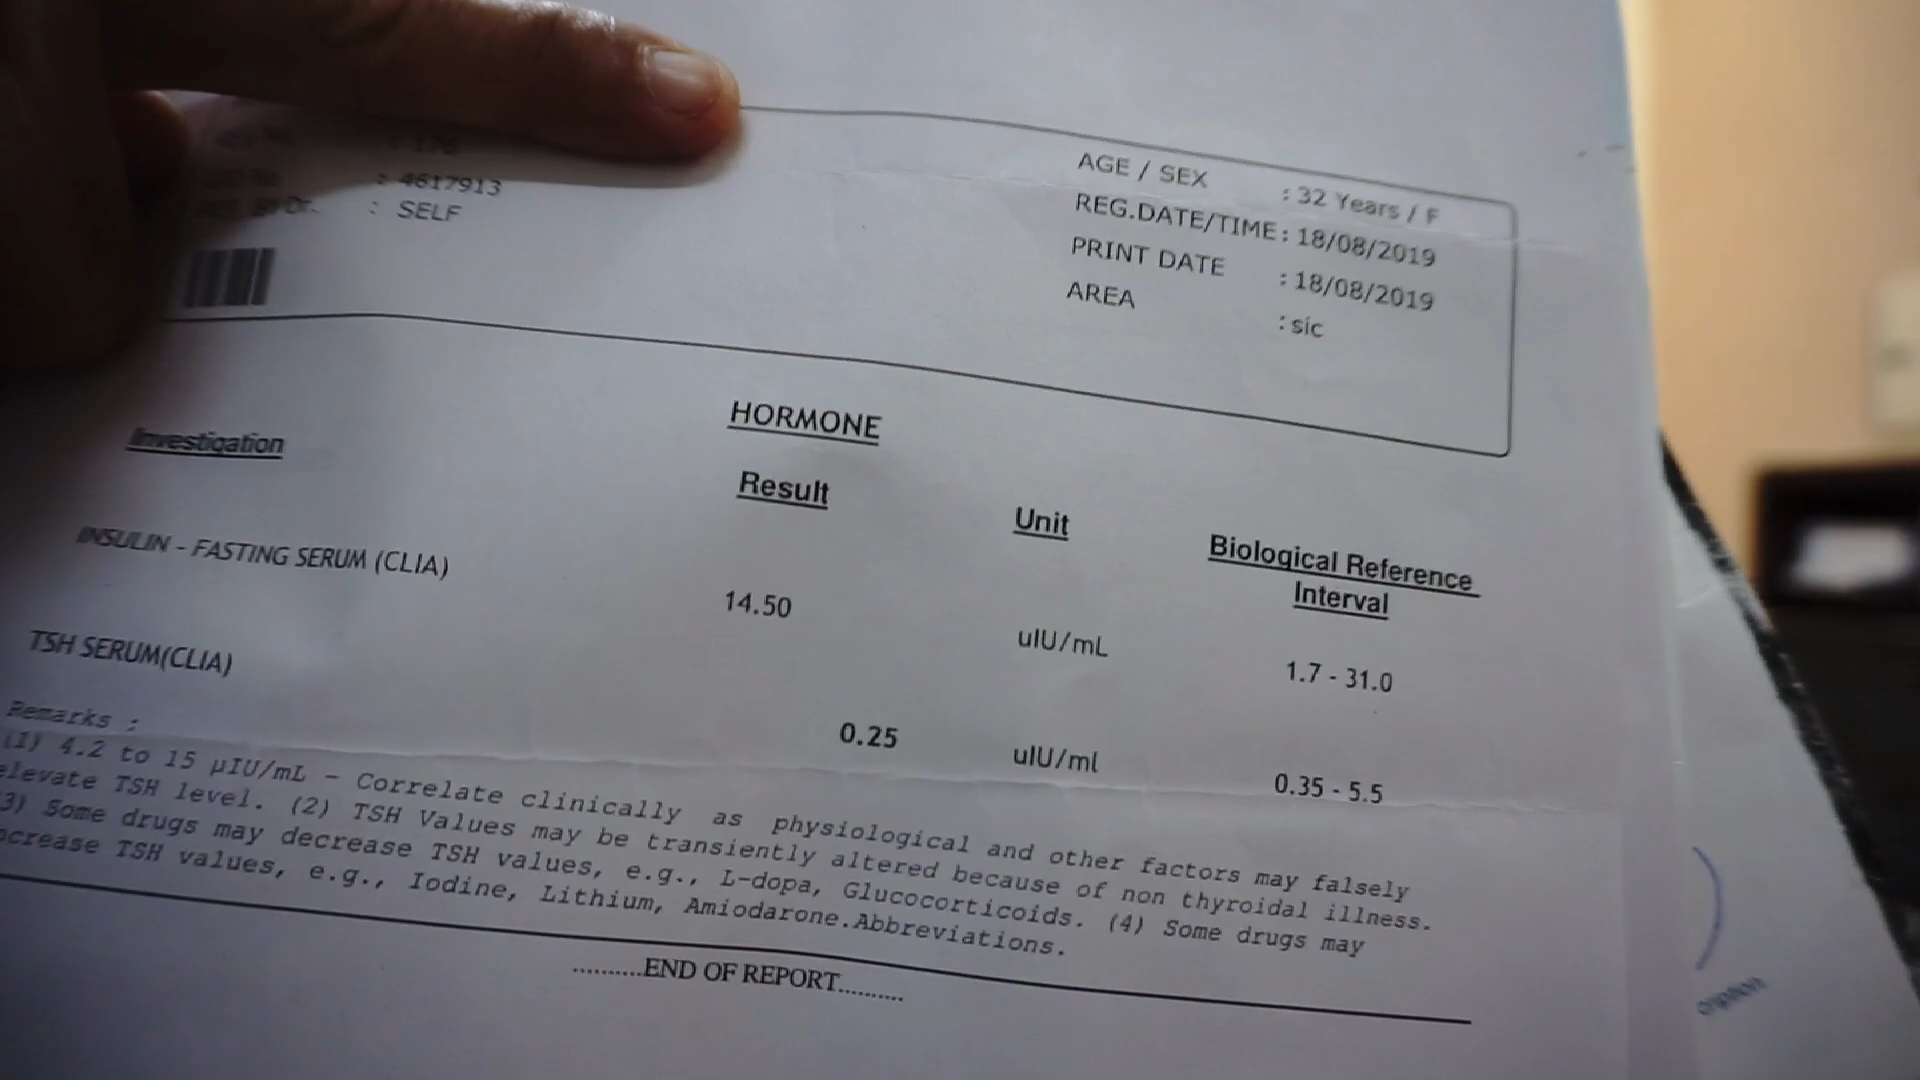 : 176
: 4617913
: SELF
AGE / SEX : 32 Years / F
REG.DATE/TIME : 18/08/2019
PRINT DATE : 18/08/2019
AREA : sic
HORMONE
Investigation Result Unit Biological Reference
Interval
INSULIN - FASTING SERUM (CLIA) 14.50 uIU/mL 1.7 - 31.0
TSH SERUM(CLIA) 0.25 uIU/ml 0.35 - 5.5
Remarks :
(1) 4.2 to 15 µIU/mL - Correlate clinically as physiological and other factors may falsely
elevate TSH level. (2) TSH Values may be transiently altered because of non thyroidal illness.
3) Some drugs may decrease TSH values, e.g., L-dopa, Glucocorticoids. (4) Some drugs may
crease TSH values, e.g., Iodine, Lithium, Amiodarone.Abbreviations.
..........END OF REPORT..........